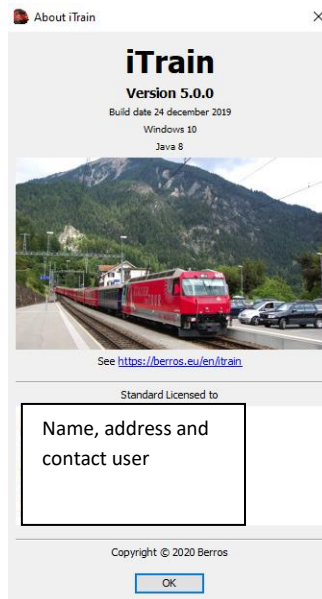 About iTrain
iTrain
Version 5.0.0
Build date 24 december 2019
Windows 10
Java 8
See https://berros.eu/en/itrain
Standard Licensed to
Name, address and
contact user
Copyright © 2020 Berros
OK